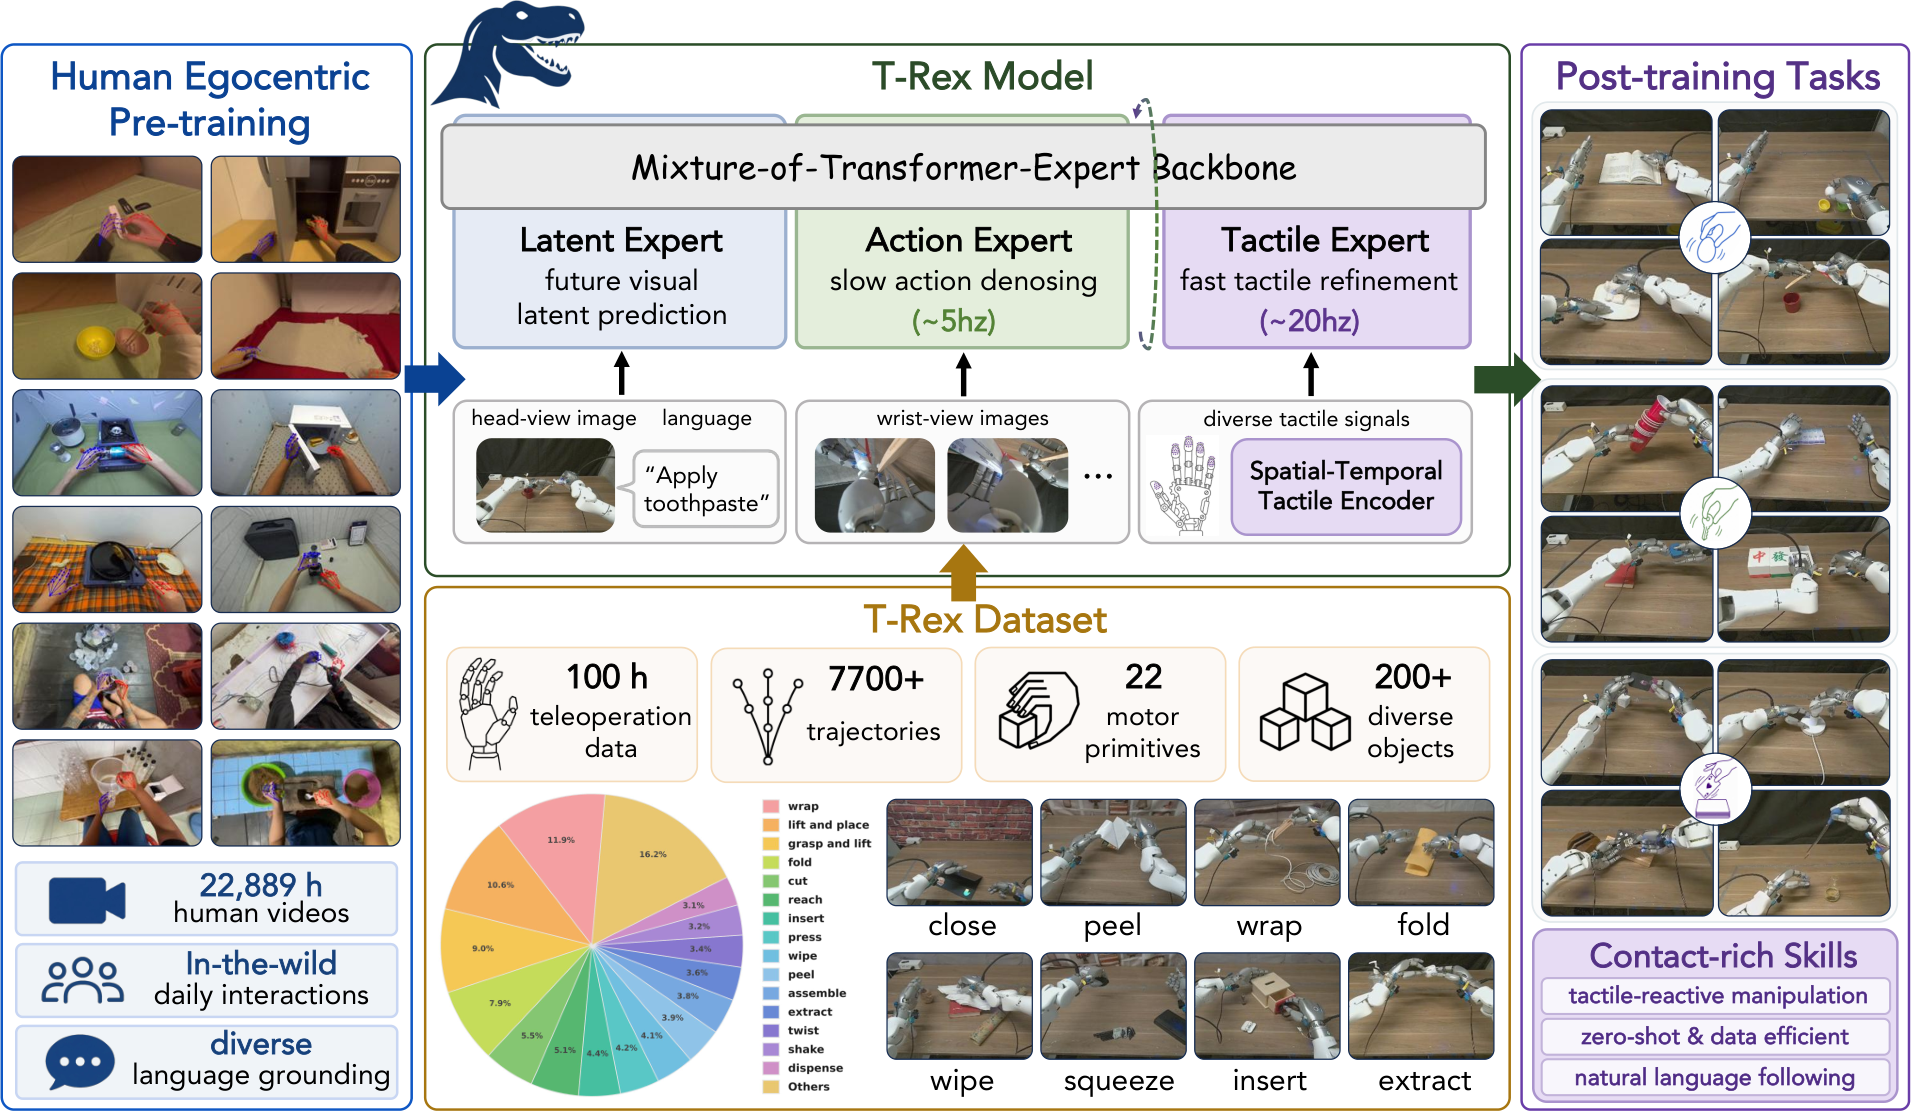 Human Egocentric
Pre-training
22,889 h
human videos
In-the-wild
daily interactions
diverse
language grounding
T-Rex Model
Mixture-of-Transformer-Expert Backbone
Latent Expert
future visual
latent prediction
Action Expert
slow action denosing
(~5hz)
Tactile Expert
fast tactile refinement
(~20hz)
head-view image
language
"Apply
toothpaste"
wrist-view images
...
diverse tactile signals
Spatial-Temporal
Tactile Encoder
T-Rex Dataset
100 h
teleoperation
data
7700+
trajectories
22
motor
primitives
200+
diverse
objects
11.9%
16.2%
10.6%
9.0%
7.9%
5.5%
5.1%
4.4%
4.2%
4.1%
3.9%
3.8%
3.6%
3.4%
3.2%
3.1%
wrap
lift and place
grasp and lift
fold
cut
reach
insert
press
wipe
peel
assemble
extract
twist
shake
dispense
Others
close
peel
wrap
fold
wipe
squeeze
insert
extract
Post-training Tasks
中 發
Contact-rich Skills
tactile-reactive manipulation
zero-shot & data efficient
natural language following